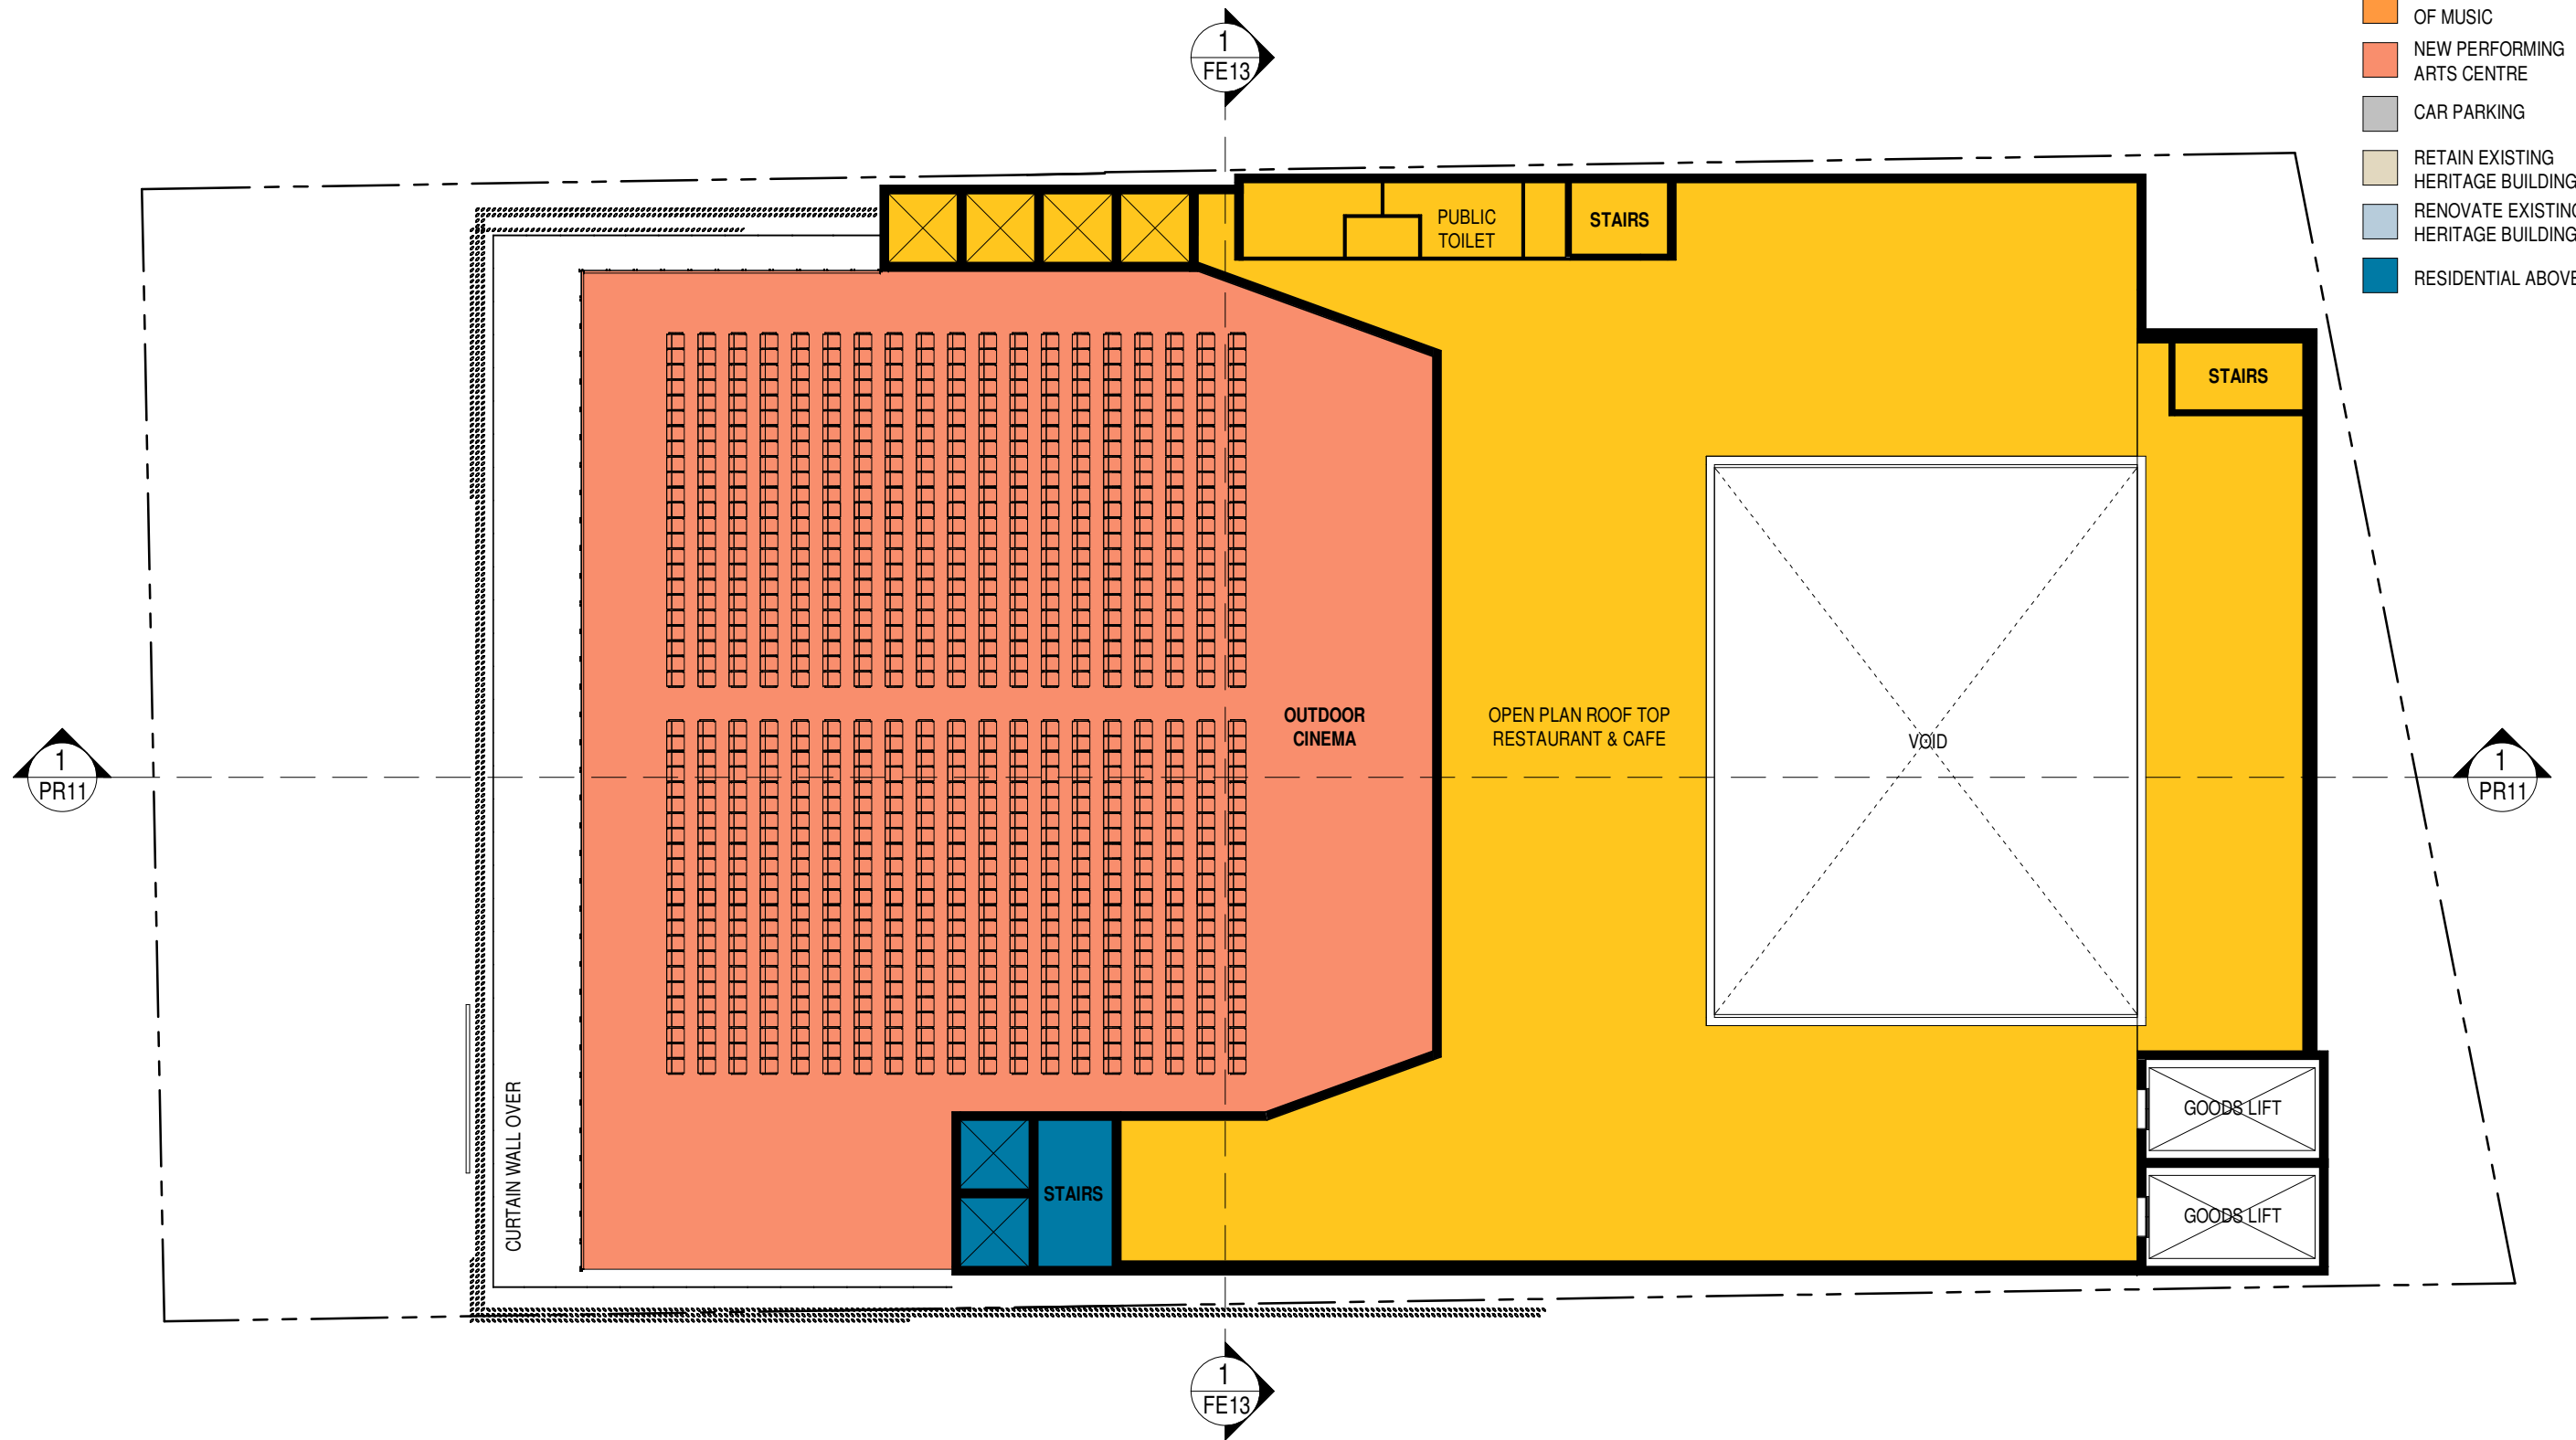 1
FE13
OF MUSIC
NEW PERFORMING
ARTS CENTRE
CAR PARKING
RETAIN EXISTING
HERITAGE BUILDING
RENOVATE EXISTING
HERITAGE BUILDING
RESIDENTIAL ABOVE
PUBLIC
TOILET
STAIRS
STAIRS
OUTDOOR
CINEMA
OPEN PLAN ROOF TOP
RESTAURANT & CAFE
VOID
1
PR11
1
PR11
CURTAIN WALL OVER
STAIRS
GOODS LIFT
GOODS LIFT
1
FE13